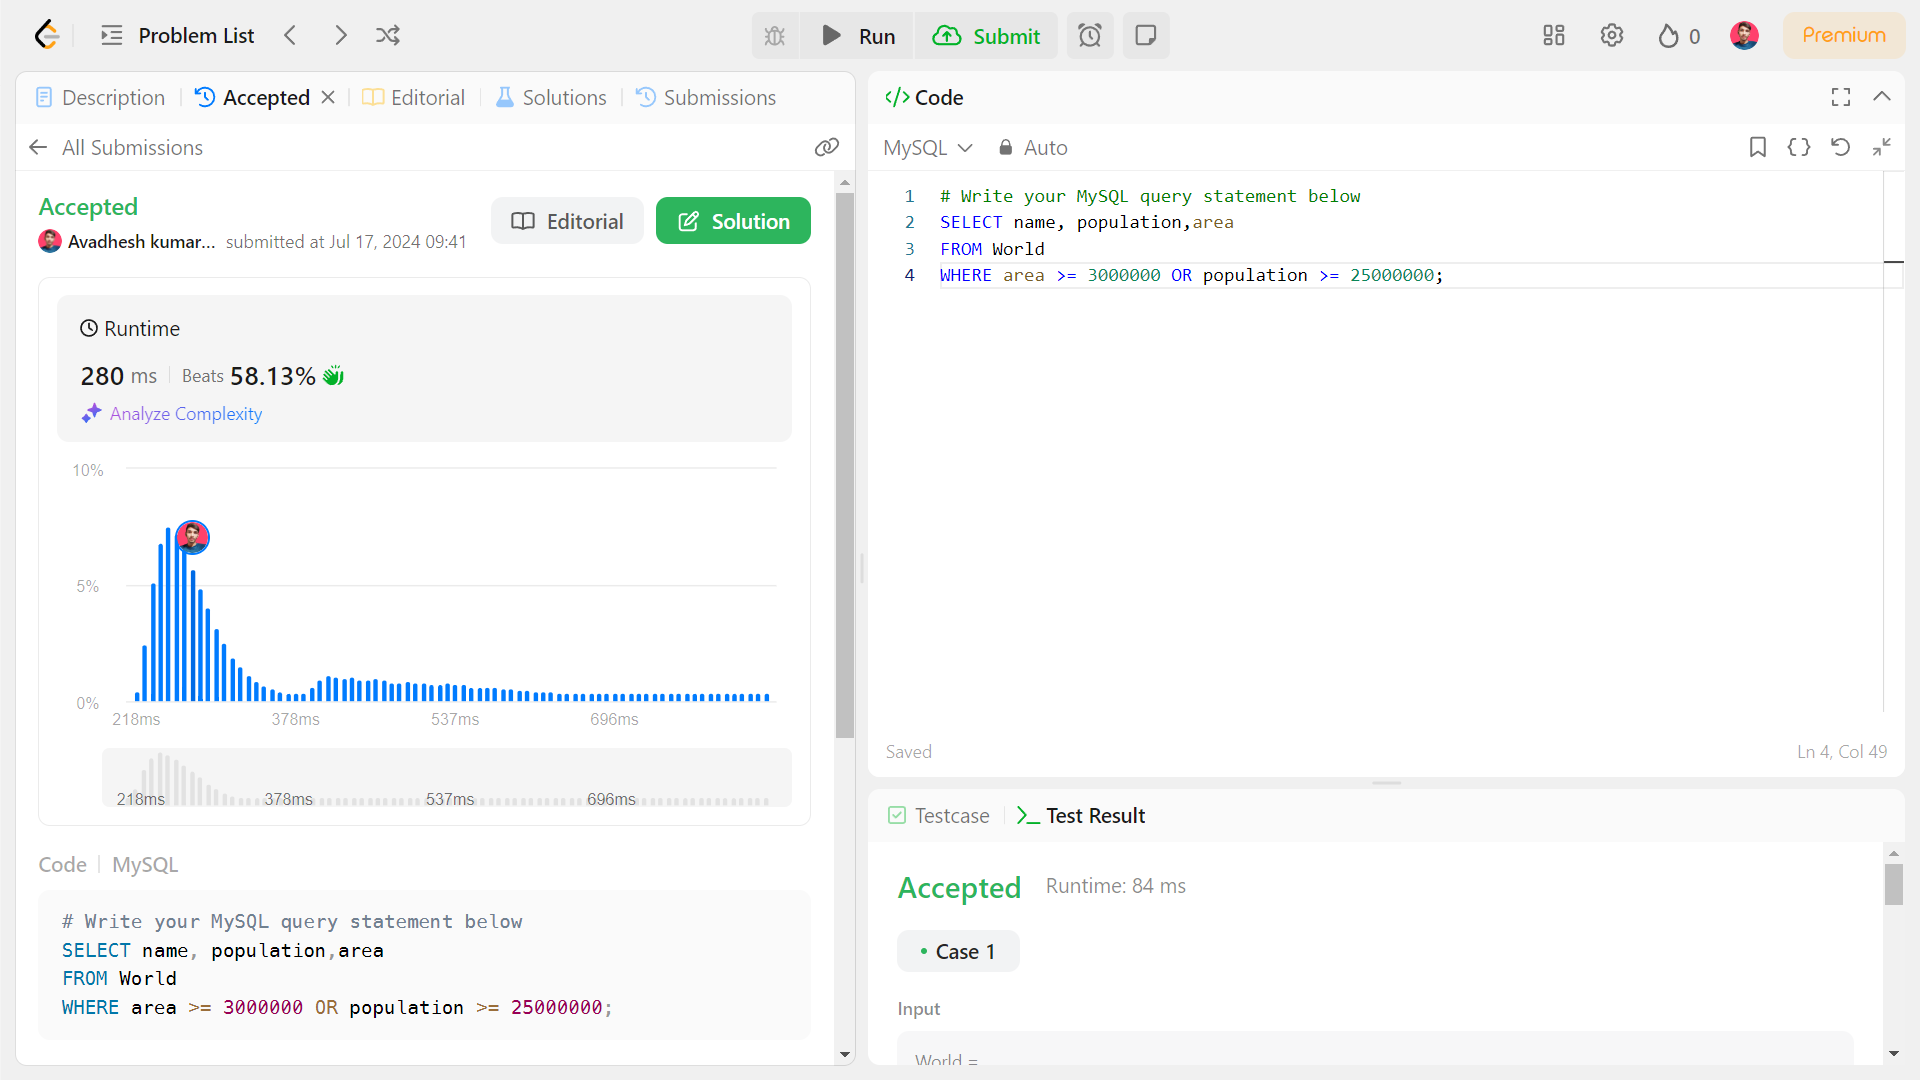 Problem List
Run
Submit
0
Premium
Description
Accepted
Editorial
Solutions
Submissions
All Submissions
Accepted
Editorial
Solution
Avadhesh kumar... submitted at Jul 17, 2024 09:41
Runtime
280 ms Beats 58.13%
Analyze Complexity
10%
5%
0%
218ms 378ms 537ms 696ms
218ms 378ms 537ms 696ms
Code MySQL
# Write your MySQL query statement below
SELECT name, population,area
FROM World
WHERE area >= 3000000 OR population >= 25000000;
</> Code
MySQL Auto
1 # Write your MySQL query statement below
2 SELECT name, population,area
3 FROM World
4 WHERE area >= 3000000 OR population >= 25000000;
Saved
Ln 4, Col 49
Testcase
Test Result
Accepted Runtime: 84 ms
Case 1
Input
World =